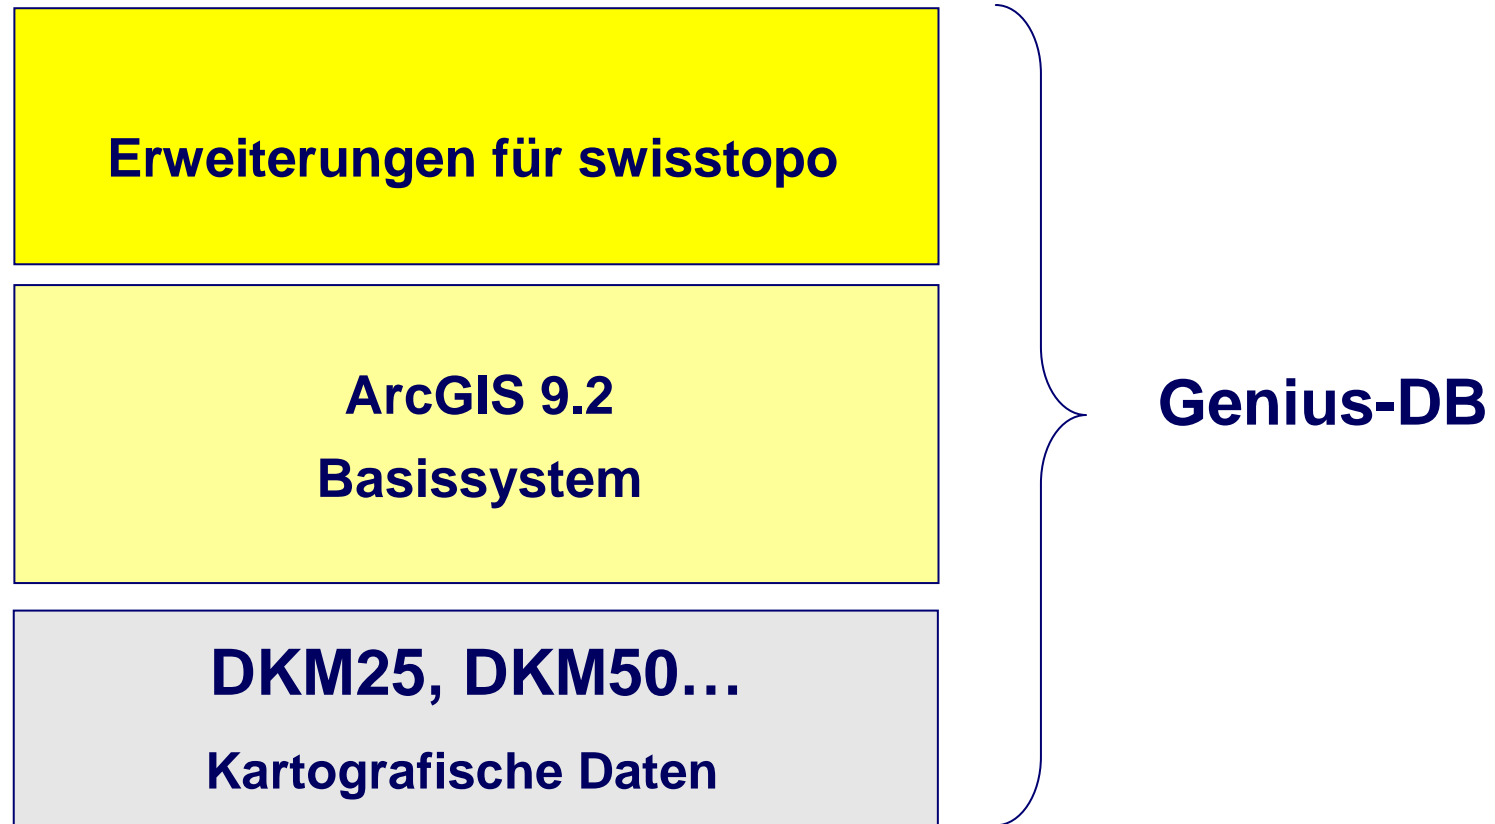 Erweiterungen für swisstopo
ArcGIS 9.2
Basissystem
Genius-DB
DKM25, DKM50…
Kartografische Daten